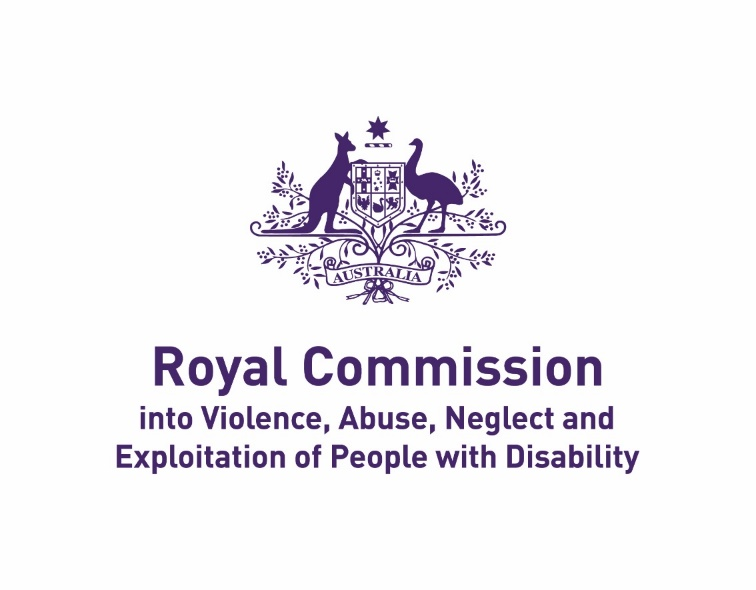 AUSTRALIA
Royal Commission
into Violence, Abuse, Neglect and
Exploitation of People with Disability